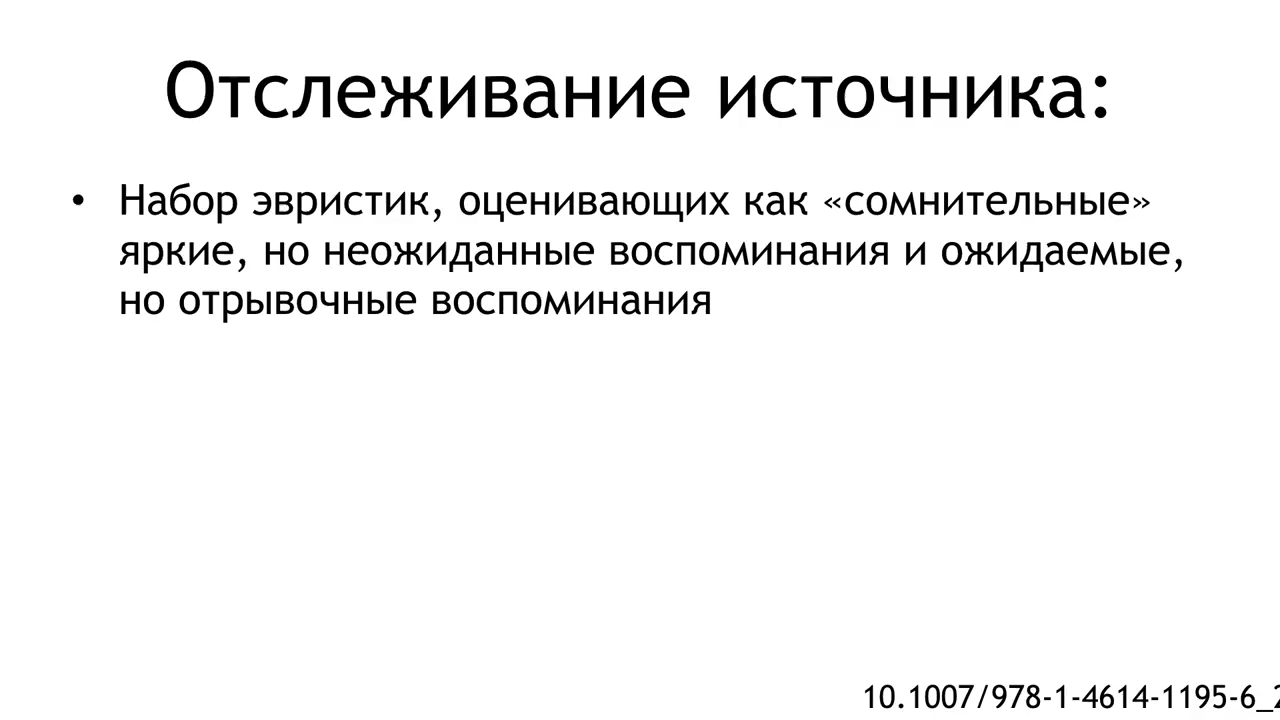 Отслеживание источника:
• Набор эвристик, оценивающих как «сомнительные»
яркие, но неожиданные воспоминания и ожидаемые,
но отрывочные воспоминания
10.1007/978-1-4614-1195-6_2